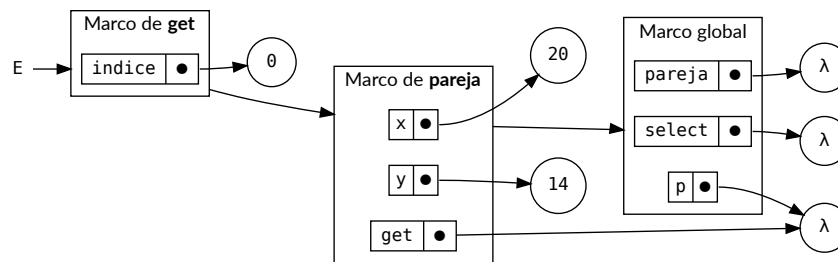 Marco de get
E
indice
0
Marco de pareja
x
20
y
14
get
Marco global
pareja
λ
select
λ
p
λ